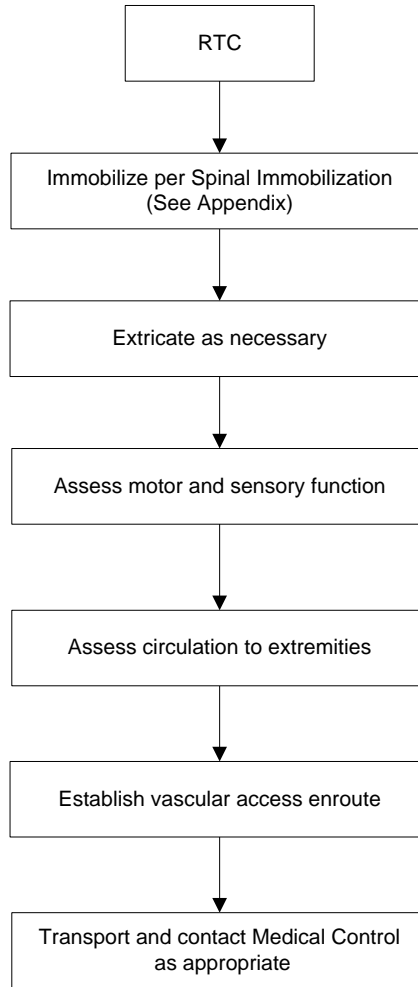 RTC
Immobilize per Spinal Immobilization
(See Appendix)
Extricate as necessary
Assess motor and sensory function
Assess circulation to extremities
Establish vascular access enroute
Transport and contact Medical Control
as appropriate